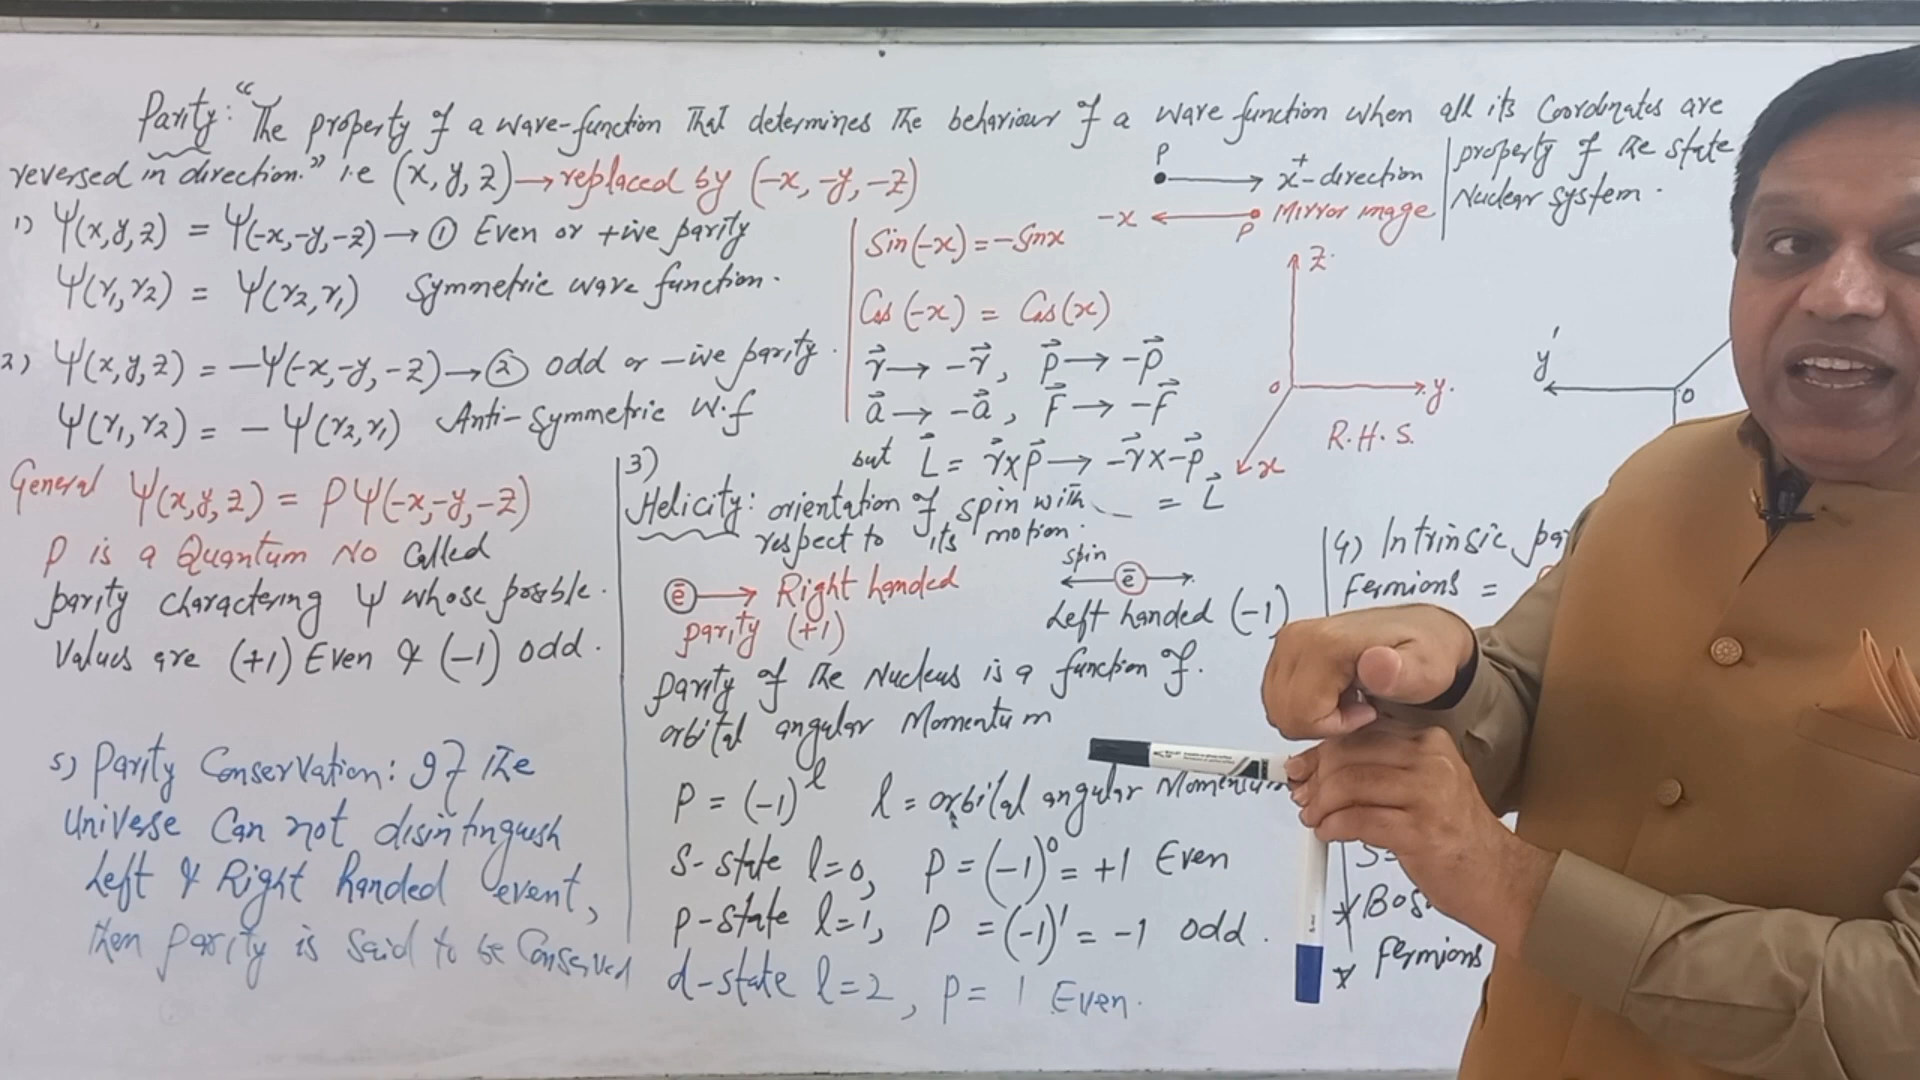 Parity: "The property of a wave-function that determines the behaviour of a wave function when all its Coordinates are
reversed in direction." i.e (x, y, z) → replaced by (-x, -y, -z)
1) Ψ(x,y,z) = Ψ(-x,-y,-z) → ① Even or +ive parity
Ψ(r₁,r₂) = Ψ(r₂,r₁) Symmetric wave function.
2) Ψ(x,y,z) = -Ψ(-x,-y,-z) → ② odd or -ive parity.
Ψ(r₁,r₂) = - Ψ(r₂,r₁) Anti-symmetric W.f
General Ψ(x,y,z) = PΨ(-x,-y,-z)
P is a Quantum No Called
parity charactering Ψ whose posble.
Values are (+1) Even & (-1) odd.
5) Parity Conservation: If the
Universe Can not disintinguish
Left & Right handed event,
then parity is said to be Conserved
Sin(-x) = -Sinx
Cos(-x) = Cos(x)
r⃗ → -r⃗, p⃗ → -p⃗
a⃗ → -a⃗, F⃗ → -F⃗
but L⃗ = r⃗xp⃗ → -r⃗x-p⃗
= L⃗
P
x⁺-direction
-x
P
Mirror image
property of the state
Nuclear system.
Z
o
y.
x
R.H.S.
y'
o
3)
Helicity: orientation of spin with
respect to its motion.
ē → Right handed
parity (+1)
spin
← ē →
Left handed (-1)
Parity of the Nucleus is a function of.
orbital angular Momentum
P = (-1)ˡ l = orbital angular Momentum
S-state l=0, P = (-1)⁰ = +1 Even
p-state l=1, P = (-1)¹ = -1 odd.
d-state l=2, p = 1 Even.
4) Intrinsic
Fermions =
Fermions